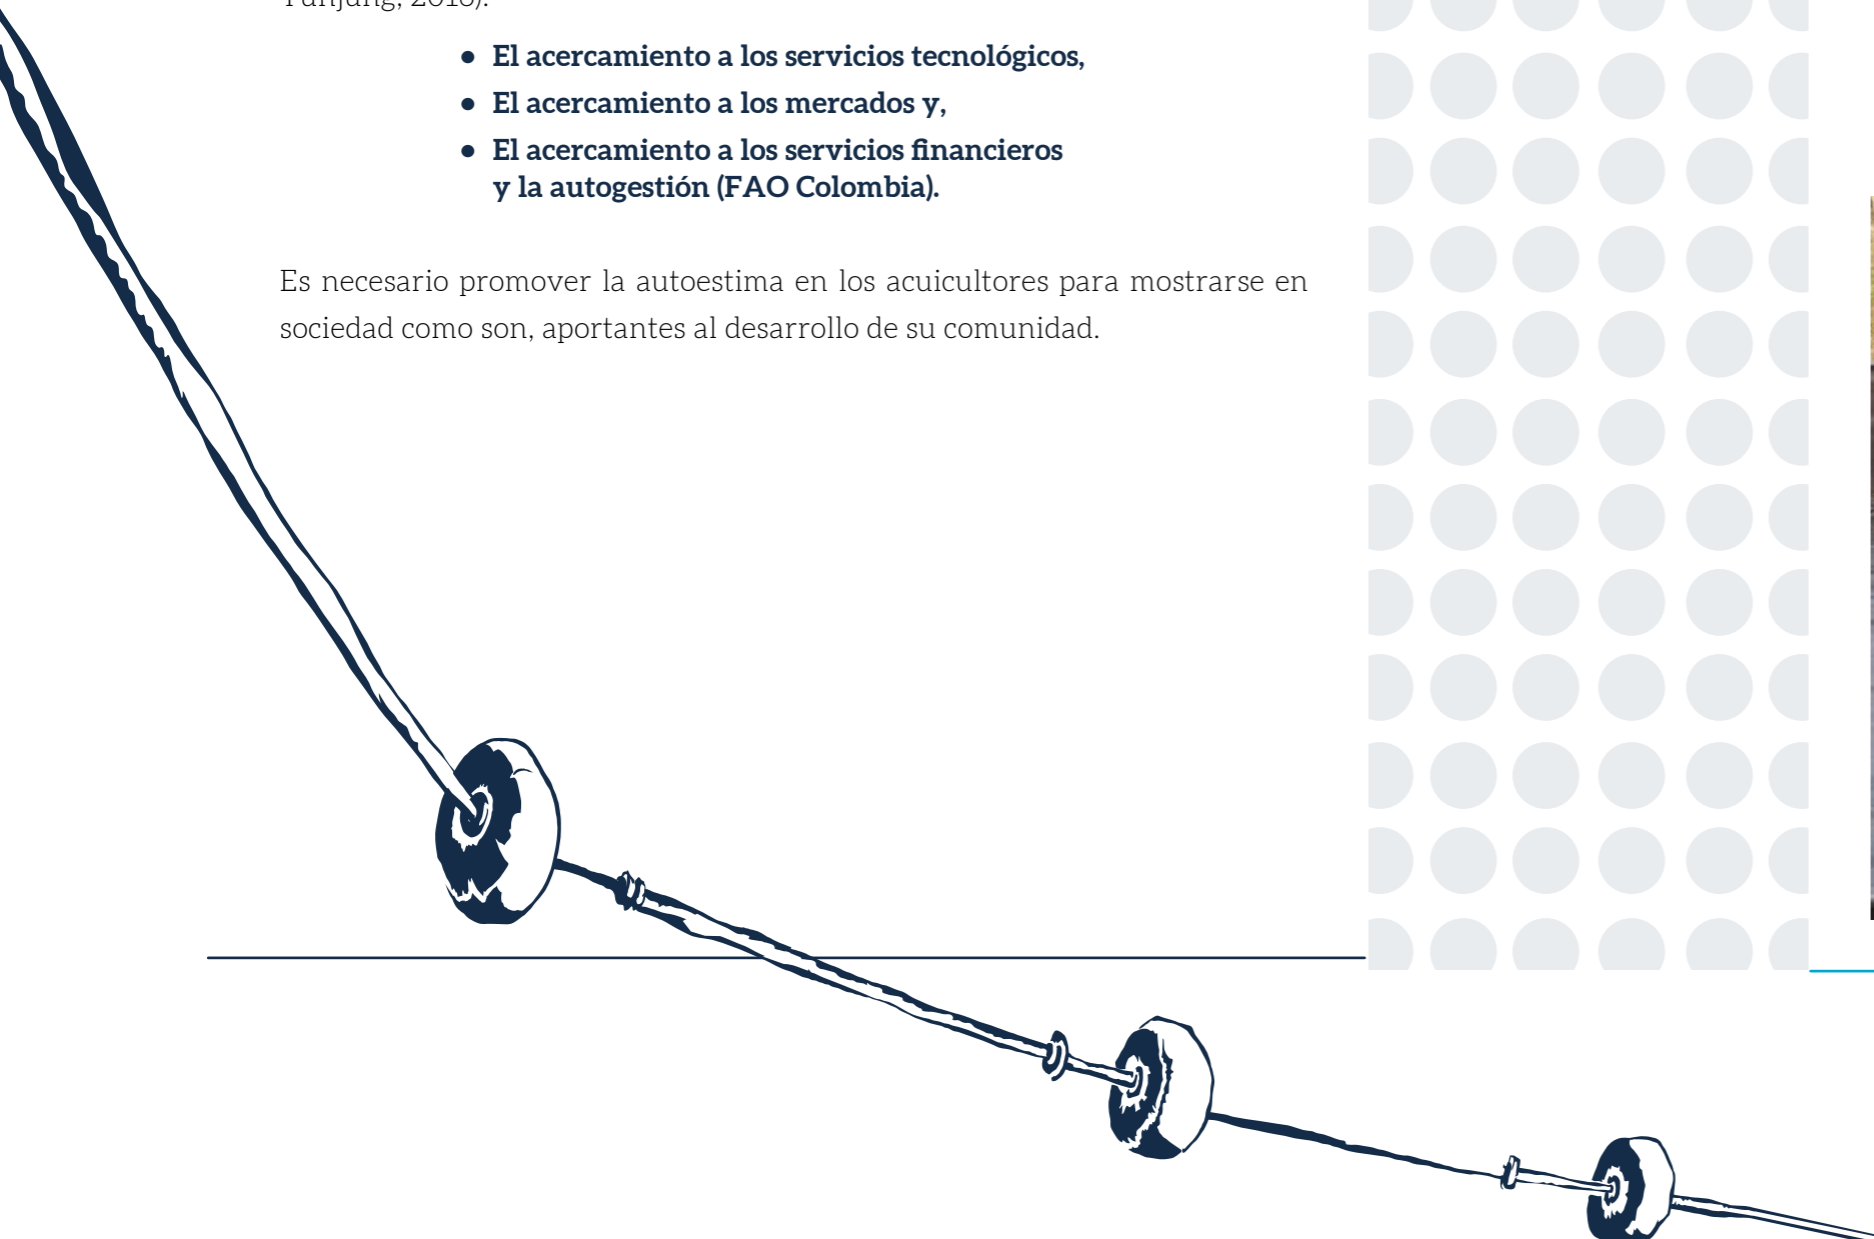 • El acercamiento a los servicios tecnológicos,
• El acercamiento a los mercados y,
• El acercamiento a los servicios financieros
y la autogestión (FAO Colombia).
Es necesario promover la autoestima en los acuicultores para mostrarse en
sociedad como son, aportantes al desarrollo de su comunidad.